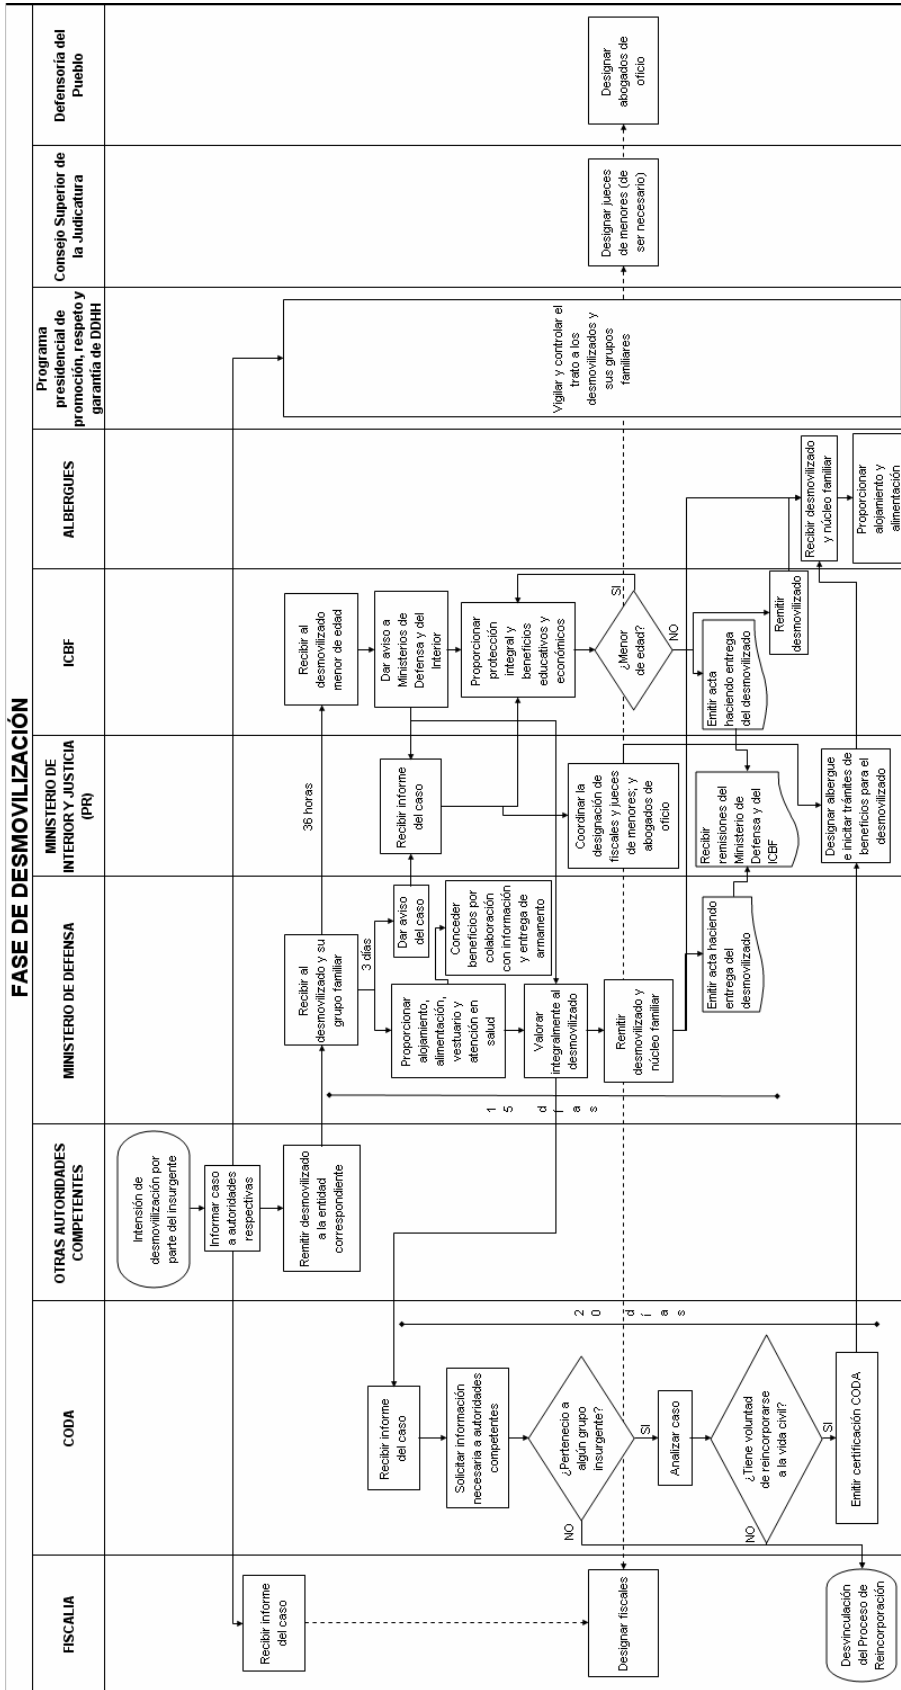 FASE DE DESMOVILIZACIÓN
FISCALIA
CODA
OTRAS AUTORIDADES
COMPETENTES
MINISTERIO DE DEFENSA
MINISTERIO DE
INTERIOR Y JUSTICIA
(PR)
ICBF
ALBERGUES
Programa
presidencial de
promoción, respeto y
garantía de DDHH
Consejo Superior de
la Judicatura
Defensoría del
Pueblo
Intensión de
desmovilización por
parte del insurgente
Informar caso
a autoridades
respectivas
Recibir informe
del caso
Remitir desmovilizado
a la entidad
correspondiente
Recibir al
desmovilizado y su
grupo familiar
36 horas
Recibir al
desmovilizado
menor de edad
3 días
Recibir informe
del caso
Proporcionar
alojamiento,
alimentación,
vestuario y
atención en
salud
Dar aviso
del caso
Recibir informe
del caso
Dar aviso a
Ministerios de
Defensa y del
Interior
Solicitar información
necesaria a autoridades
competentes
Conceder
beneficios por
colaboración
con información
y entrega de
armamento
Proporcionar
protección
integral y
beneficios
educativos y
económicos
15 días
Valorar
integralmente al
desmovilizado
¿Pertenecio a
algún grupo
insurgente?
NO
SI
20 días
Designar fiscales
Remitir
desmovilizado y
núcleo familiar
Coordinar la
designación de
fiscales y jueces
de menores; y
abogados de
oficio
¿Menor
de edad?
SI
NO
Vigilar y controlar el
trato a los
desmovilizados y
sus grupos
familiares
Designar jueces
de menores (de
ser necesario)
Designar
abogados de
oficio
Analizar caso
Emitir acta haciendo
entrega del
desmovilizado
Recibir
remisiones del
Ministerio de
Defensa y del
ICBF
Emitir acta
haciendo entrega
del desmovilizado
Remitir
desmovilizado
¿Tiene voluntad
de reincorporarse
a la vida civil?
NO
SI
Desvinculación
del Proceso de
Reincorporación
Emitir certificación CODA
Designar albergue
e inicitar trámites de
beneficios para el
desmovilizado
Recibir desmovilizado
y núcleo familiar
Proporcionar
alojamiento y
alimentación